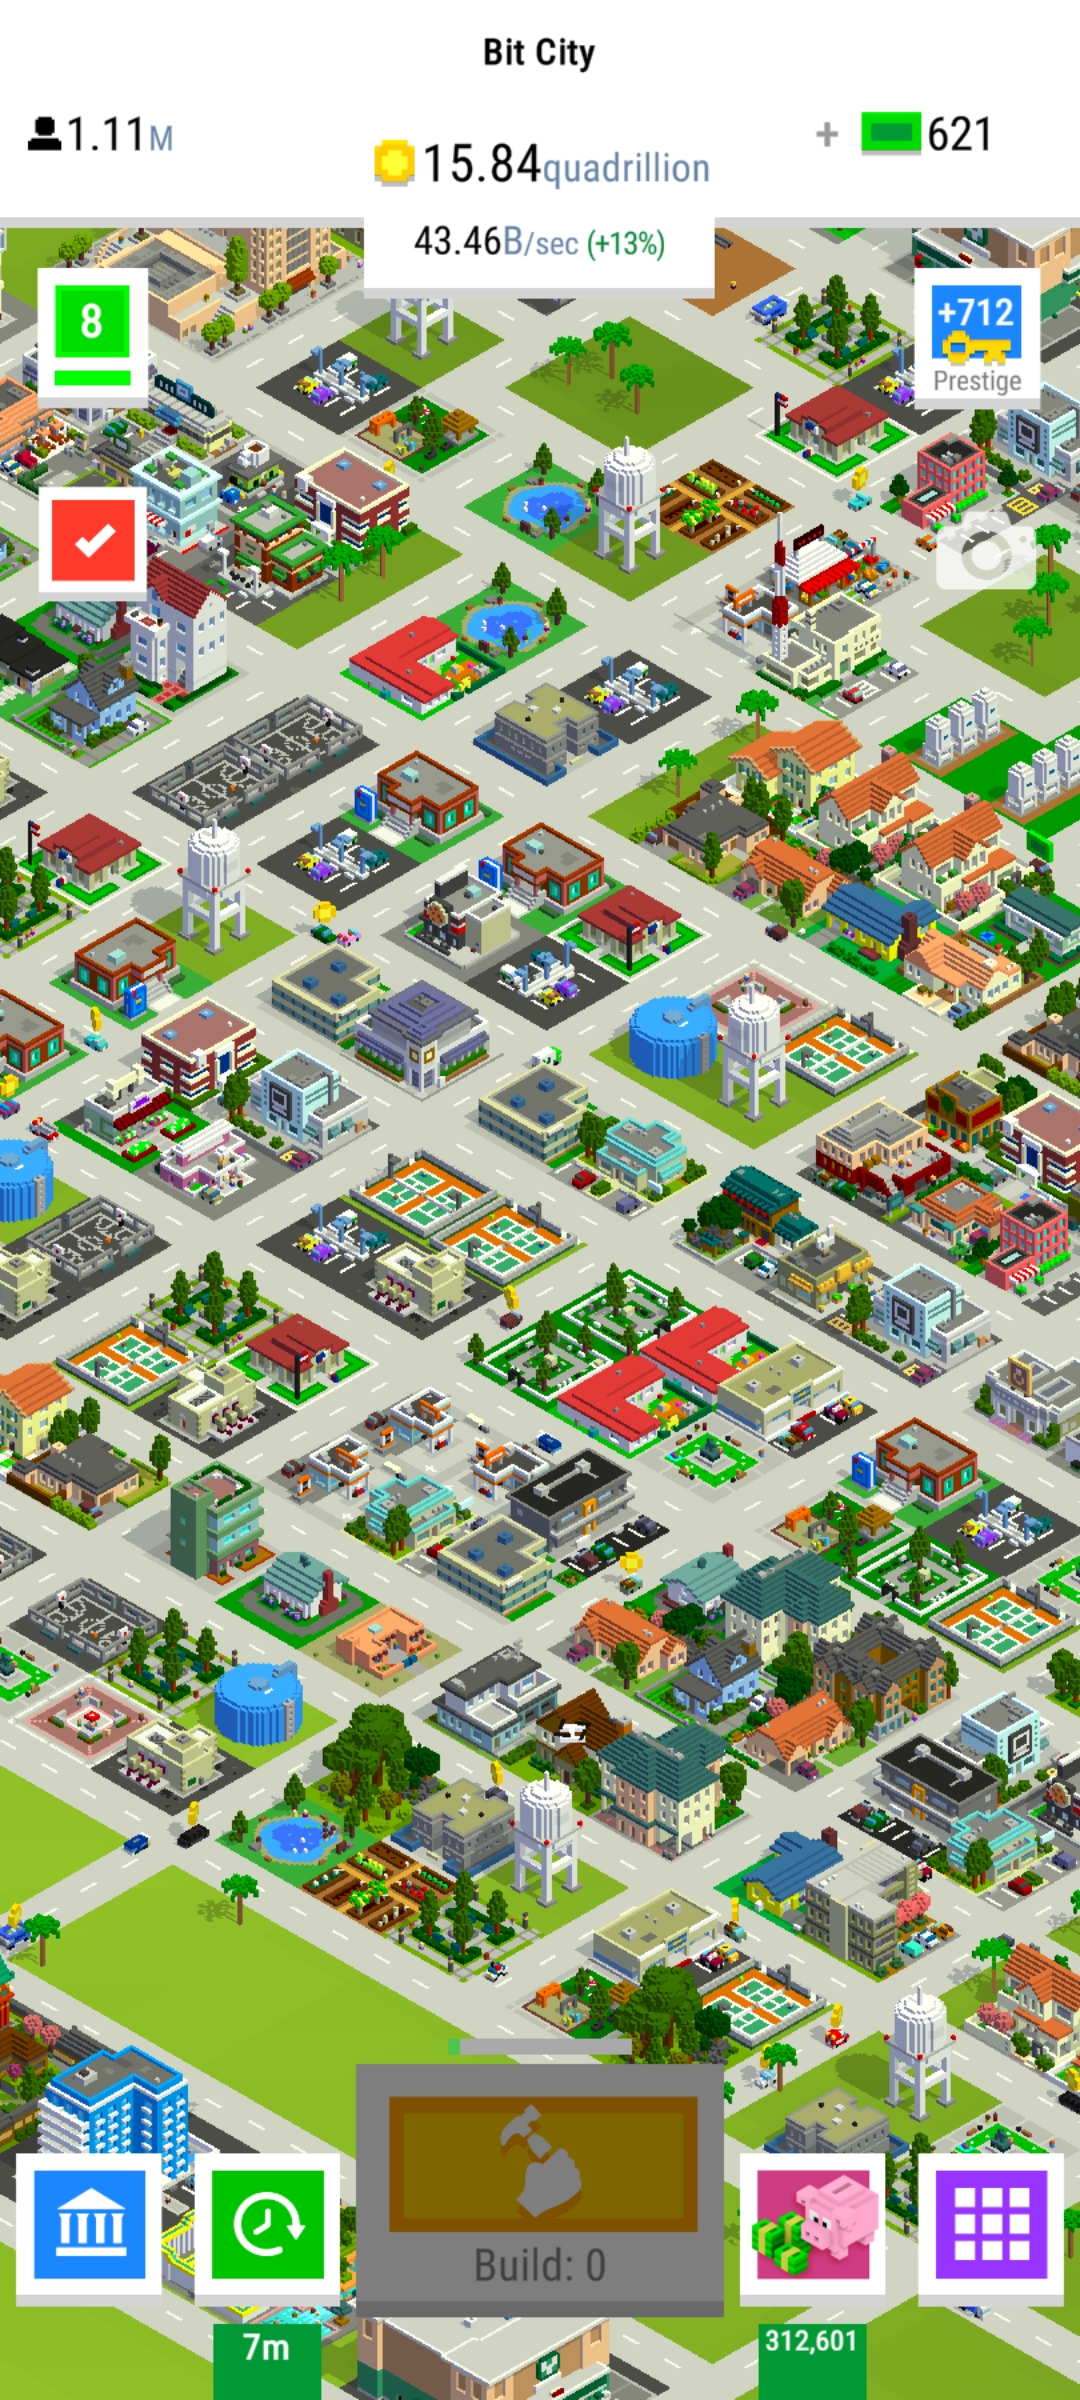 Bit City
1.11M
15.84quadrillion
+ 621
43.46B/sec (+13%)
8
+712
Prestige
Build: 0
7m
312,601